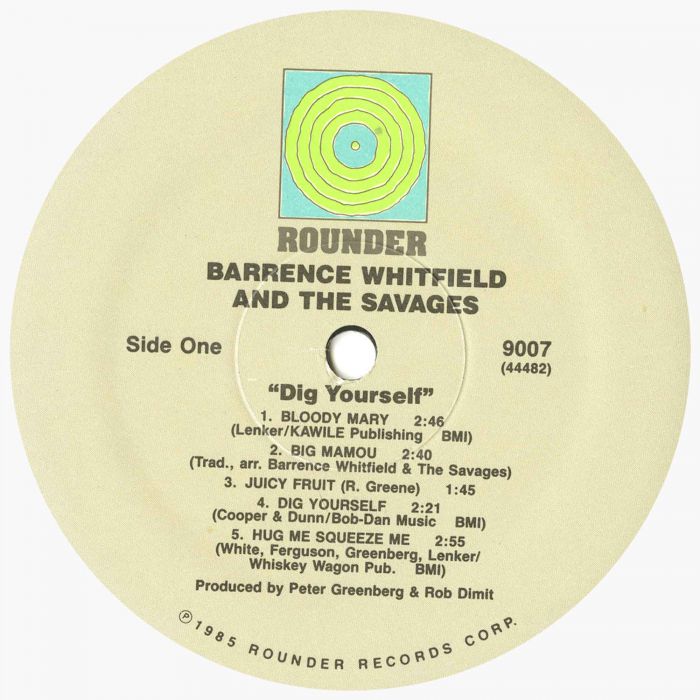 ROUNDER
BARRENCE WHITFIELD
AND THE SAVAGES
Side One
9007
(44482)
“Dig Yourself”
1. BLOODY MARY 2:46
(Lenker/KAWILE Publishing BMI)
2. BIG MAMOU 2:40
(Trad., arr. Barrence Whitfield & The Savages)
3. JUICY FRUIT (R. Greene) 1:45
4. DIG YOURSELF 2:21
(Cooper & Dunn/Bob-Dan Music BMI)
5. HUG ME SQUEEZE ME 2:55
(White, Ferguson, Greenberg, Lenker/
Whiskey Wagon Pub. BMI)
Produced by Peter Greenberg & Rob Dimit
℗1985 ROUNDER RECORDS CORP.